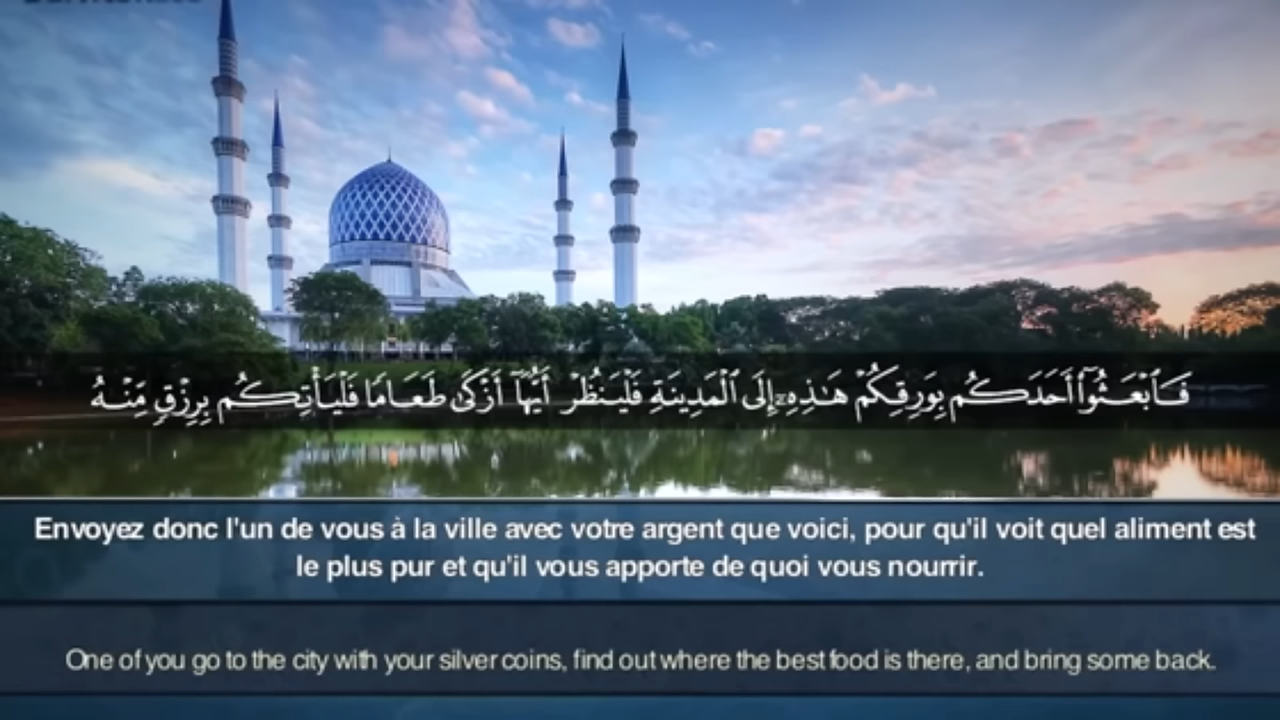 فَٱبْعَثُوٓا۟ أَحَدَكُم بِوَرِقِكُمْ هَـٰذِهِۦٓ إِلَى ٱلْمَدِينَةِ فَلْيَنظُرْ أَيُّهَآ أَزْكَىٰ طَعَامًا فَلْيَأْتِكُم بِرِزْقٍ مِّنْهُ
Envoyez donc l'un de vous à la ville avec votre argent que voici, pour qu'il voit quel aliment est
le plus pur et qu'il vous apporte de quoi vous nourrir.
One of you go to the city with your silver coins, find out where the best food is there, and bring some back.